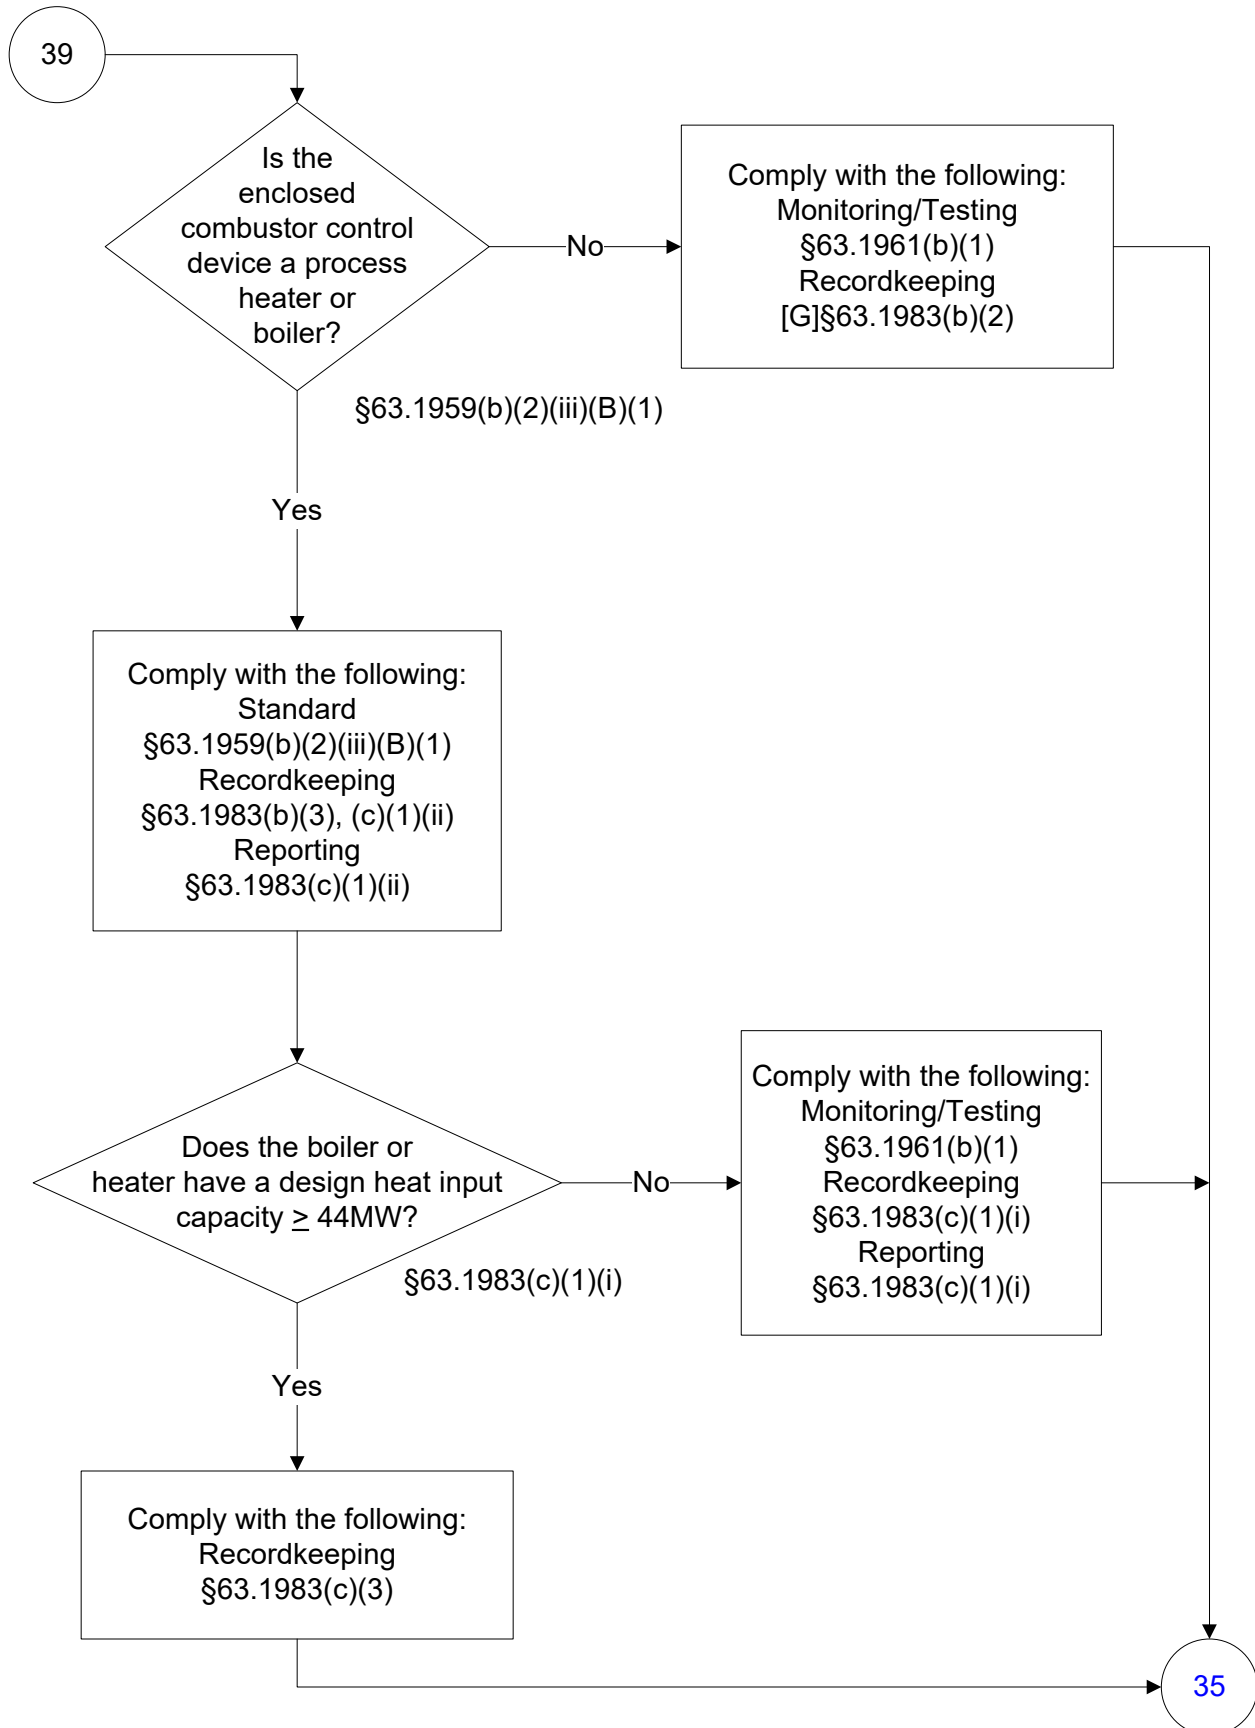 39
Is the
enclosed
combustor control
device a process
heater or
boiler?
No
Comply with the following:
Monitoring/Testing
§63.1961(b)(1)
Recordkeeping
[G]§63.1983(b)(2)
§63.1959(b)(2)(iii)(B)(1)
Yes
Comply with the following:
Standard
§63.1959(b)(2)(iii)(B)(1)
Recordkeeping
§63.1983(b)(3), (c)(1)(ii)
Reporting
§63.1983(c)(1)(ii)
Does the boiler or
heater have a design heat input
capacity ≥ 44MW?
No
Comply with the following:
Monitoring/Testing
§63.1961(b)(1)
Recordkeeping
§63.1983(c)(1)(i)
Reporting
§63.1983(c)(1)(i)
§63.1983(c)(1)(i)
Yes
Comply with the following:
Recordkeeping
§63.1983(c)(3)
35